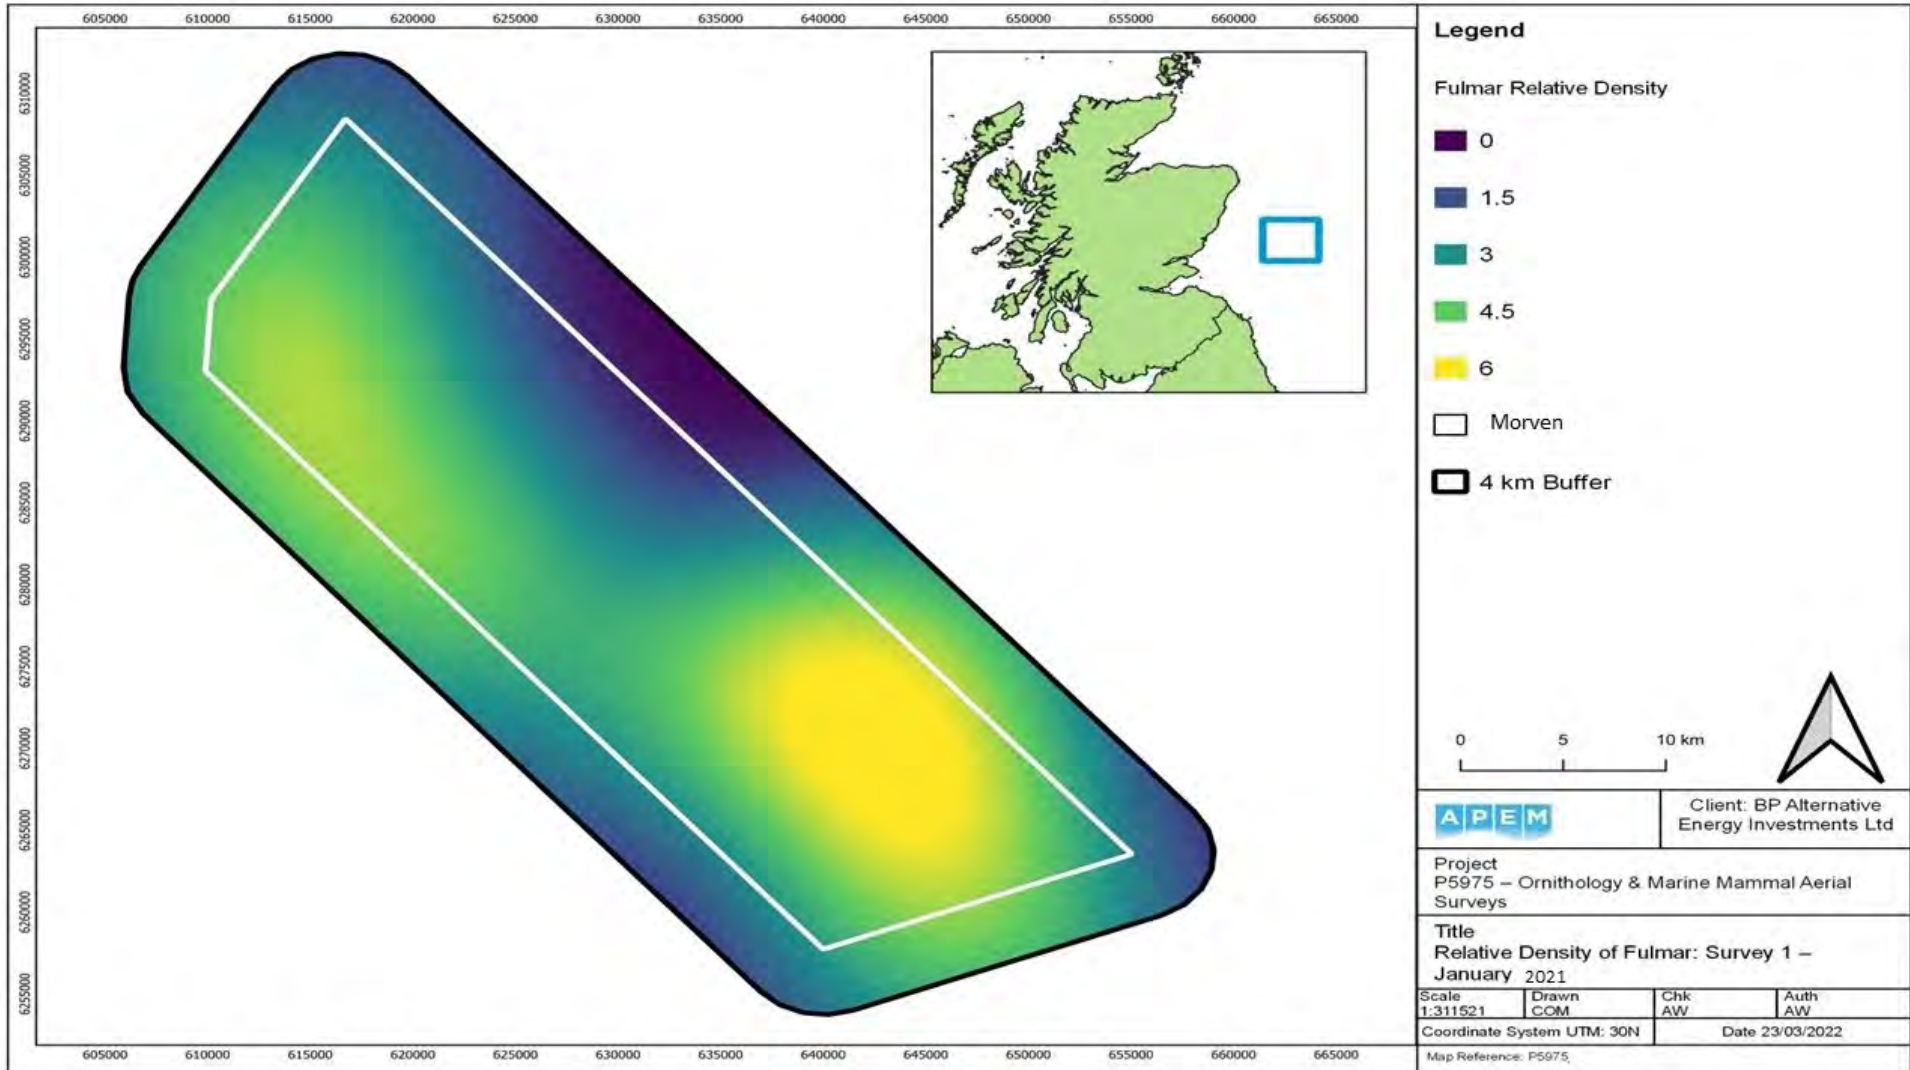 605000 610000 615000 620000 625000 630000 635000 640000 645000 650000 655000 660000 665000
6310000
6305000
6300000
6295000
6290000
6285000
6280000
6275000
6270000
6265000
6260000
6255000
605000 610000 615000 620000 625000 630000 635000 640000 645000 650000 655000 660000 665000
Legend
Fulmar Relative Density
0
1.5
3
4.5
6
Morven
4 km Buffer
0 5 10 km
APEM
Client: BP Alternative
Energy Investments Ltd
Project
P5975 – Ornithology & Marine Mammal Aerial
Surveys
Title
Relative Density of Fulmar: Survey 1 –
January 2021
Scale
1:311521
Drawn
COM
Chk
AW
Auth
AW
Coordinate System UTM: 30N
Date 23/03/2022
Map Reference: P5975